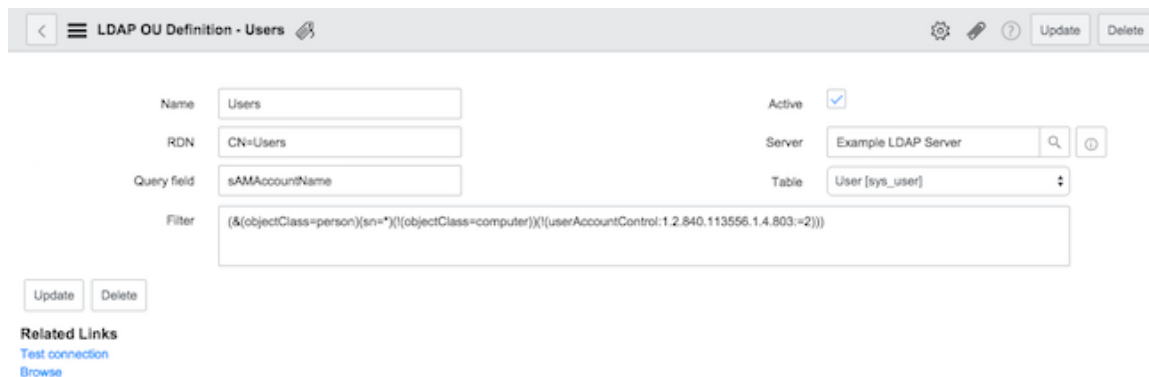 LDAP OU Definition - Users Update Delete
Name Users Active
RDN CN=Users Server Example LDAP Server
Query field sAMAccountName Table User [sys_user]
Filter (&(objectClass=person)(sn=*)(!(objectClass=computer))(!(userAccountControl:1.2.840.113556.1.4.803:=2)))
Update Delete
Related Links
Test connection
Browse